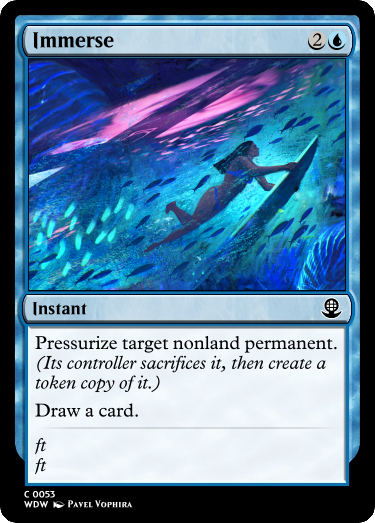 Immerse 2
Instant
Pressurize target nonland permanent.
(Its controller sacrifices it, then create a
token copy of it.)
Draw a card.
ft
ft
C 0053
WDW Pavel Vophira